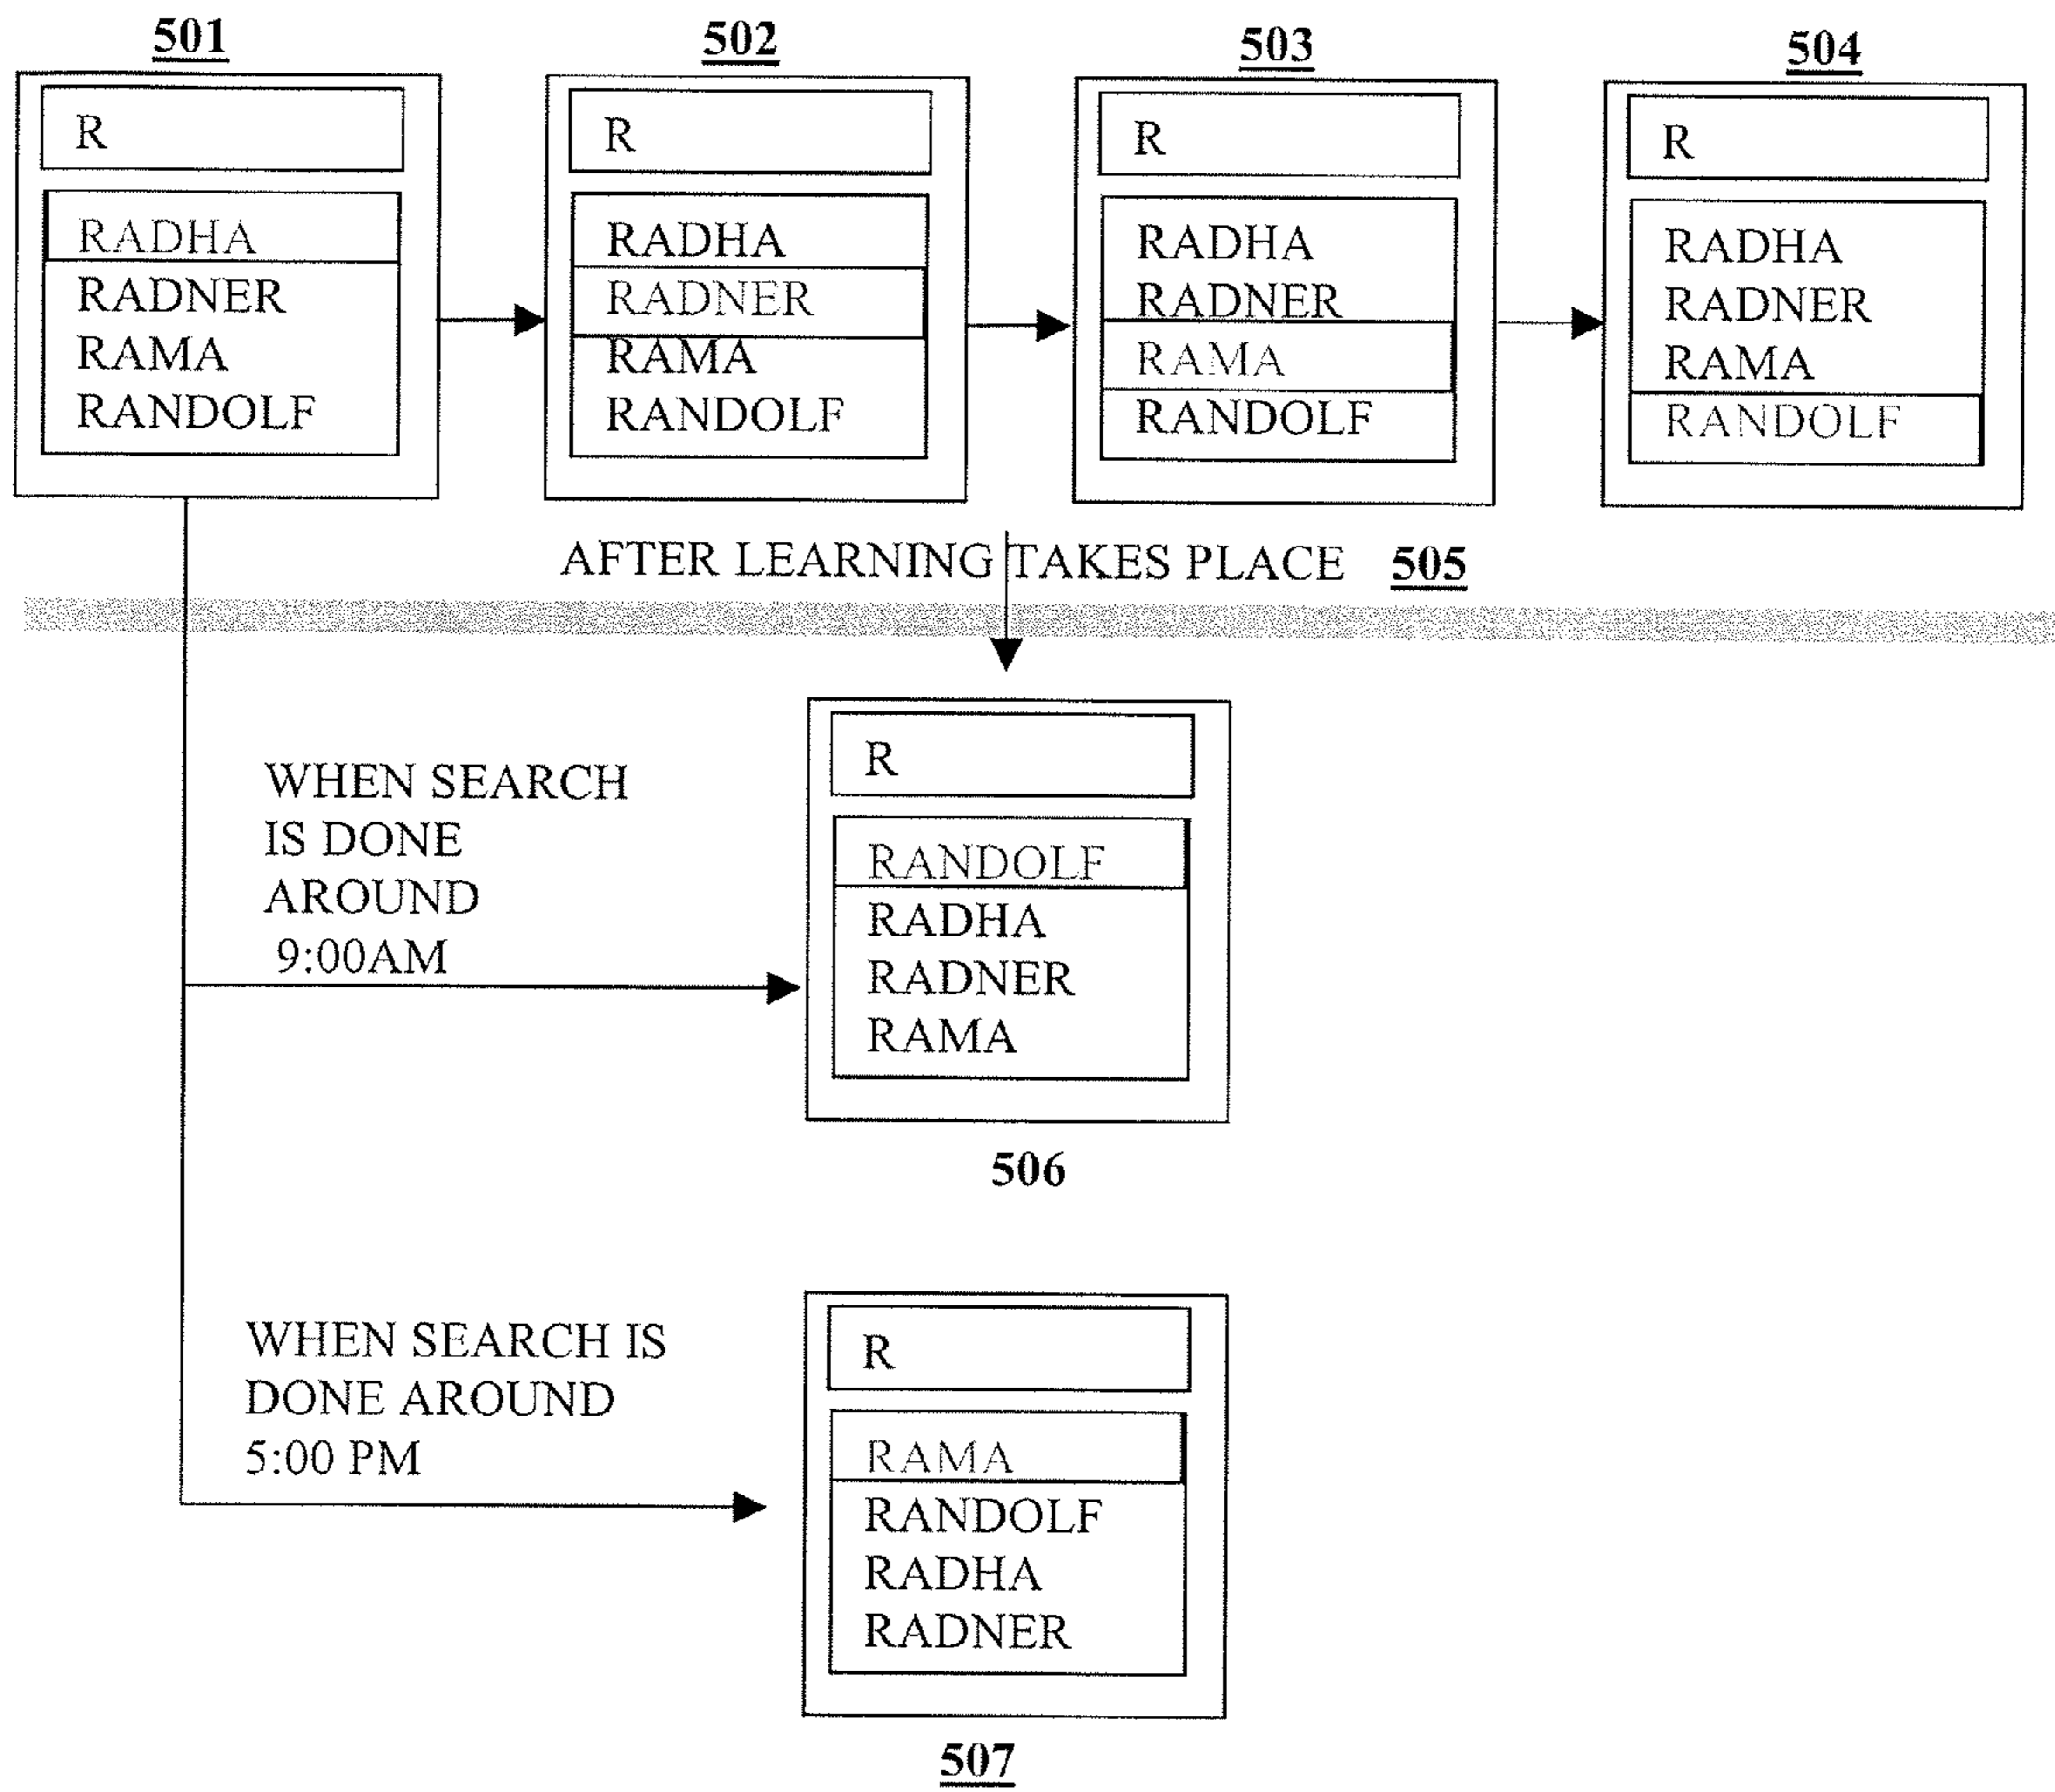 501
R
RADHA
RADNER
RAMA
RANDOLF
502
R
RADHA
RADNER
RAMA
RANDOLF
503
R
RADHA
RADNER
RAMA
RANDOLF
504
R
RADHA
RADNER
RAMA
RANDOLF
AFTER LEARNING TAKES PLACE 505
WHEN SEARCH
IS DONE
AROUND
9:00AM
R
RANDOLF
RADHA
RADNER
RAMA
506
WHEN SEARCH IS
DONE AROUND
5:00 PM
R
RAMA
RANDOLF
RADHA
RADNER
507